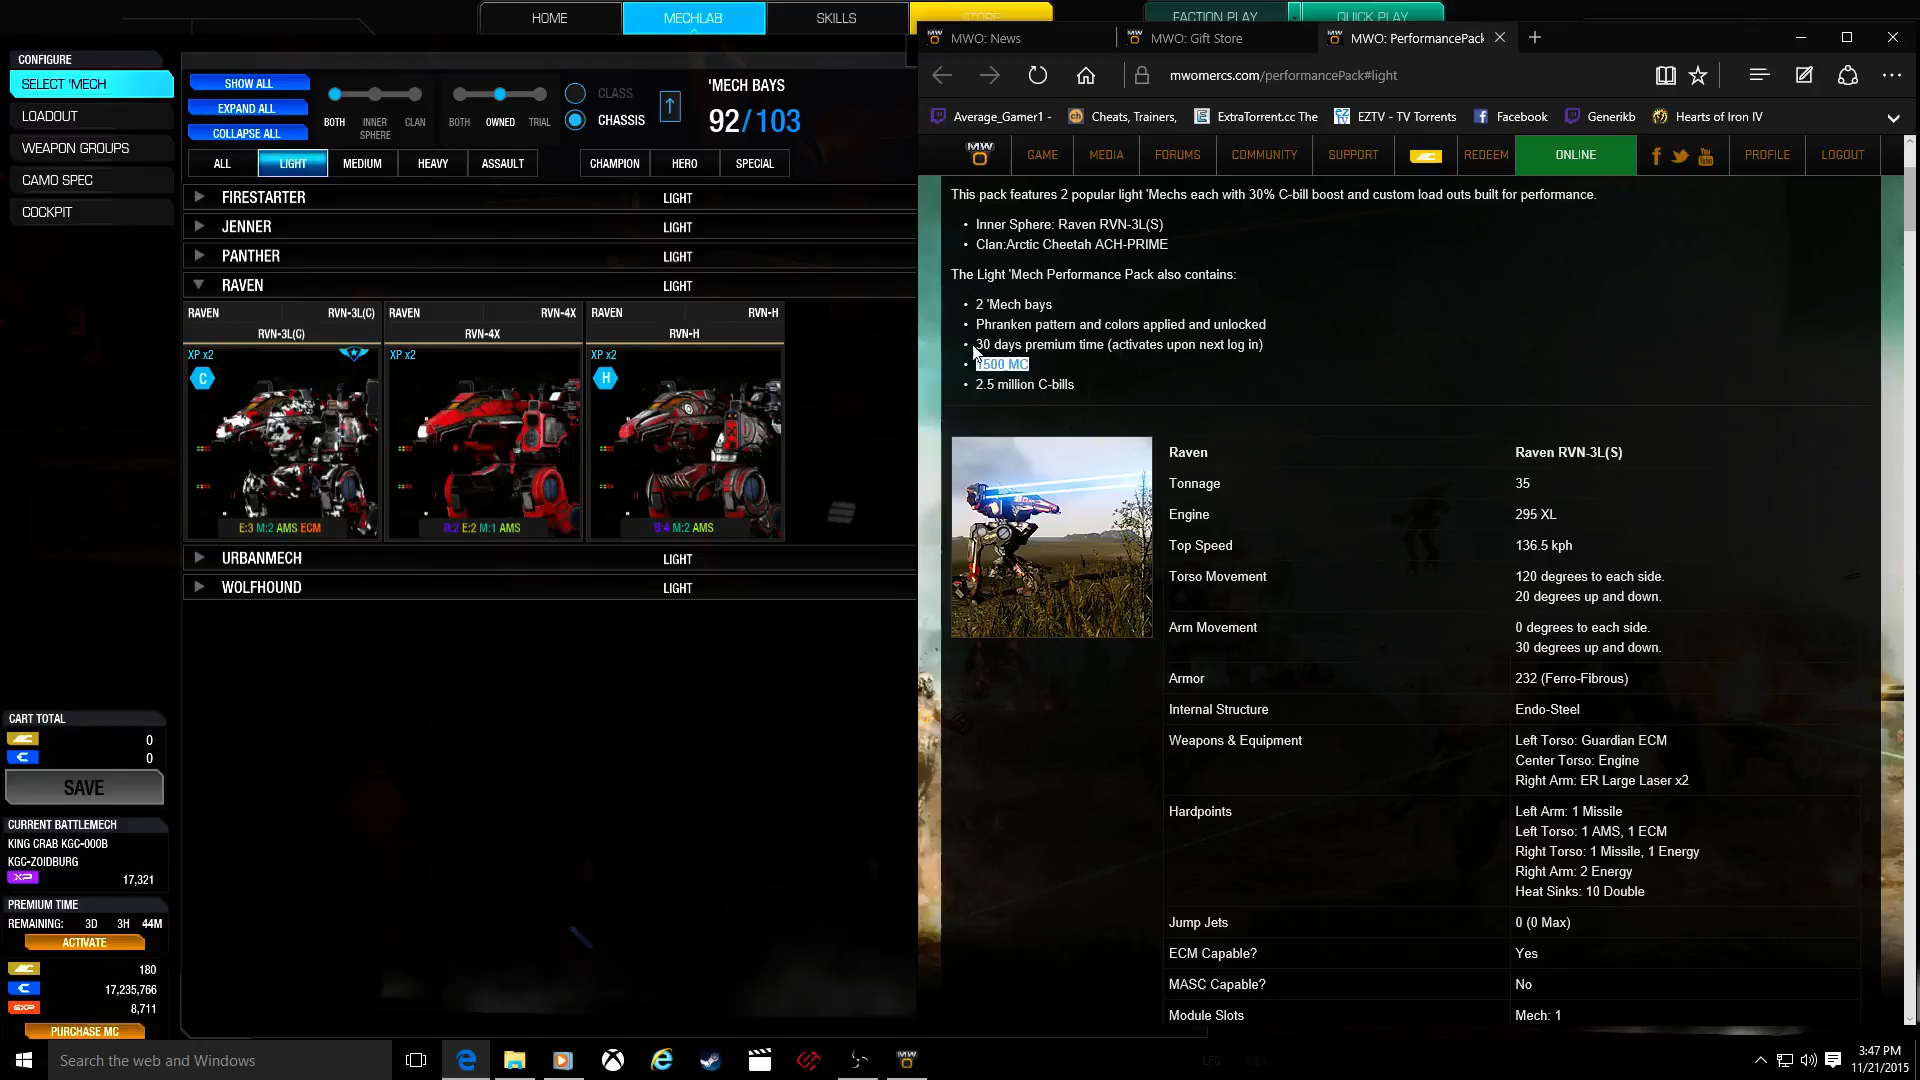 HOME
MECHLAB
SKILLS
STORE
FACTION PLAY
QUICK PLAY
CONFIGURE
SELECT 'MECH
LOADOUT
WEAPON GROUPS
CAMO SPEC
COCKPIT
SHOW ALL
EXPAND ALL
COLLAPSE ALL
BOTH
INNER
SPHERE
CLAN
BOTH
OWNED
TRIAL
CLASS
CHASSIS
'MECH BAYS
92/103
ALL
LIGHT
MEDIUM
HEAVY
ASSAULT
CHAMPION
HERO
SPECIAL
FIRESTARTER LIGHT
JENNER LIGHT
PANTHER LIGHT
RAVEN LIGHT
RAVEN RVN-3L(C)
RVN-3L(C)
XP x2
C
E:3 M:2 AMS ECM
RAVEN RVN-4X
RVN-4X
XP x2
B:2 E:2 M:1 AMS
RAVEN RVN-H
RVN-H
XP x2
H
B:4 M:2 AMS
URBANMECH LIGHT
WOLFHOUND LIGHT
CART TOTAL
0
C 0
SAVE
CURRENT BATTLEMECH
KING CRAB KGC-000B
KGC-ZOIDBURG
XP 17,321
PREMIUM TIME
REMAINING: 3D 3H 44M
ACTIVATE
180
C 17,235,766
GXP 8,711
PURCHASE MC
MWO: News
MWO: Gift Store
MWO: PerformancePack
mwomercs.com/performancePack#light
Average_Gamer1 -
Cheats, Trainers,
ExtraTorrent.cc The
EZTV - TV Torrents
Facebook
Generikb
Hearts of Iron IV
GAME
MEDIA
FORUMS
COMMUNITY
SUPPORT
REDEEM
ONLINE
PROFILE
LOGOUT
This pack features 2 popular light 'Mechs each with 30% C-bill boost and custom load outs built for performance.
• Inner Sphere: Raven RVN-3L(S)
• Clan:Arctic Cheetah ACH-PRIME
The Light 'Mech Performance Pack also contains:
• 2 'Mech bays
• Phranken pattern and colors applied and unlocked
• 30 days premium time (activates upon next log in)
• 1500 MC
• 2.5 million C-bills
Raven Raven RVN-3L(S)
Tonnage 35
Engine 295 XL
Top Speed 136.5 kph
Torso Movement 120 degrees to each side.
20 degrees up and down.
Arm Movement 0 degrees to each side.
30 degrees up and down.
Armor 232 (Ferro-Fibrous)
Internal Structure Endo-Steel
Weapons & Equipment Left Torso: Guardian ECM
Center Torso: Engine
Right Arm: ER Large Laser x2
Hardpoints Left Arm: 1 Missile
Left Torso: 1 AMS, 1 ECM
Right Torso: 1 Missile, 1 Energy
Right Arm: 2 Energy
Heat Sinks: 10 Double
Jump Jets 0 (0 Max)
ECM Capable? Yes
MASC Capable? No
Module Slots Mech: 1
Search the web and Windows
LFG
3:47 PM
11/21/2015